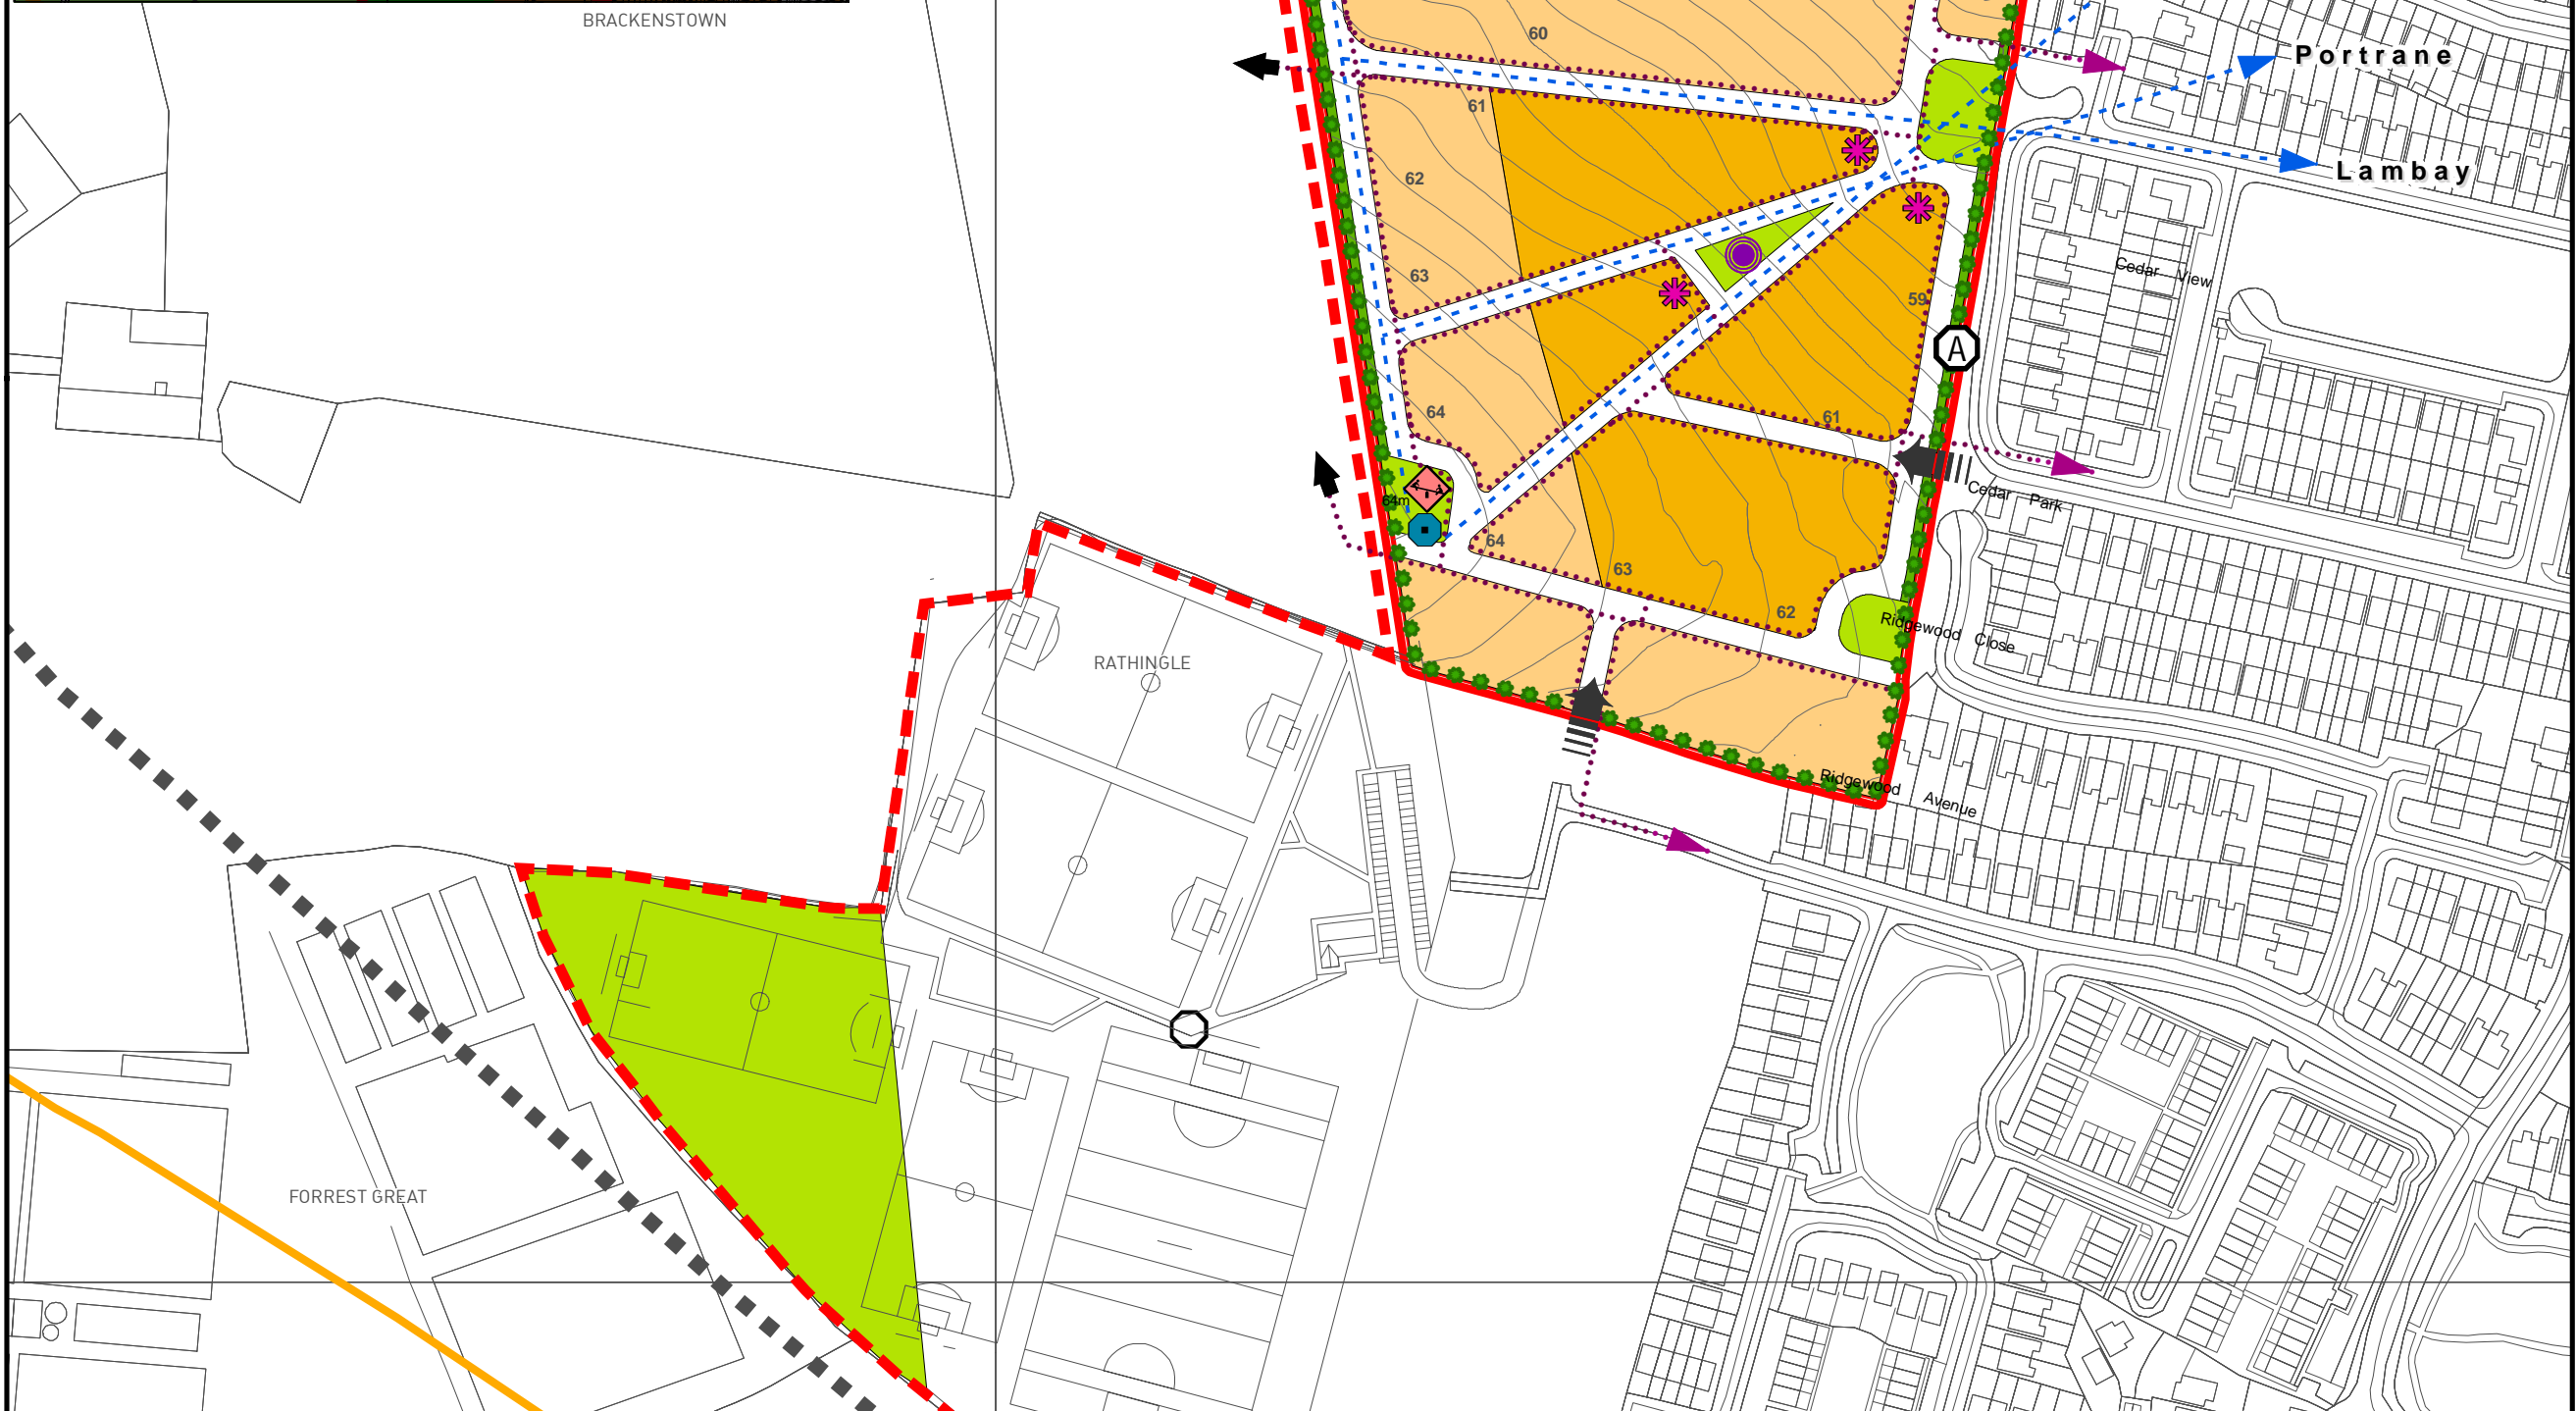 BRACKENSTOWN
60
Portrane
61
Lambay
62
Cedar View
63
59
A
64
61
64m
Cedar Park
64
63
62
Ridgewood Close
RATHINGLE
Ridgewood Avenue
FORREST GREAT